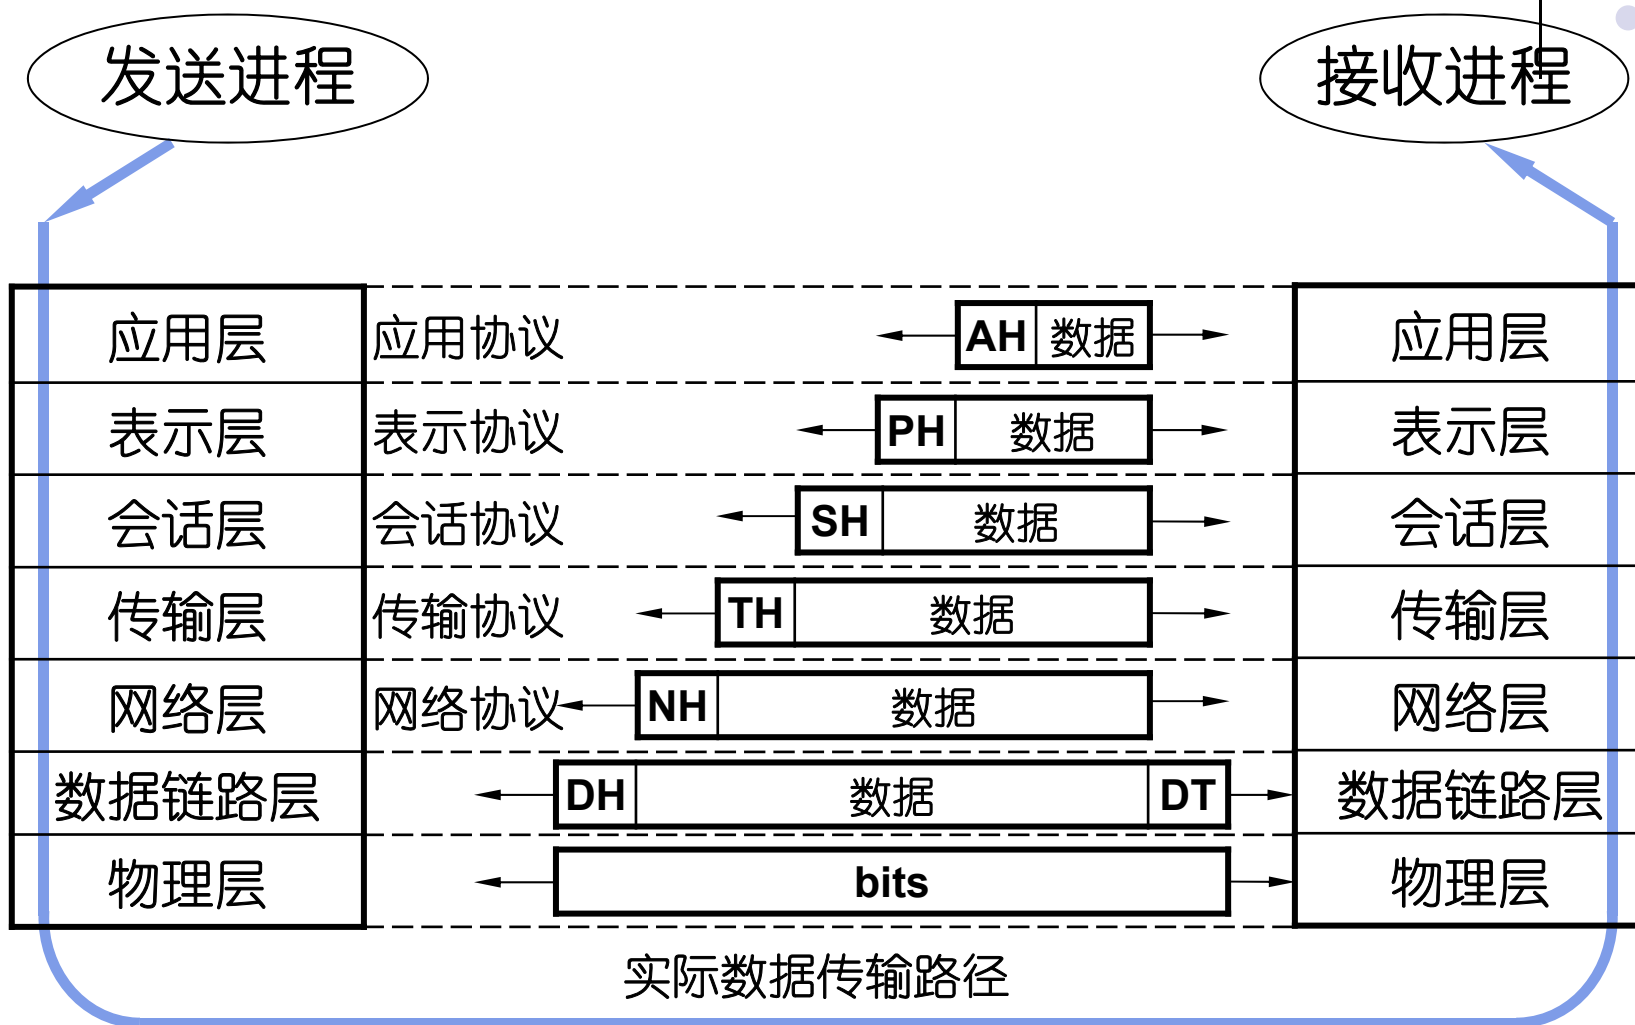 发送进程
接收进程
应用层 应用协议 AH 数据 应用层
表示层 表示协议 PH 数据 表示层
会话层 会话协议 SH 数据 会话层
传输层 传输协议 TH 数据 传输层
网络层 网络协议 NH 数据 网络层
数据链路层 DH 数据 DT 数据链路层
物理层 bits 物理层
实际数据传输路径